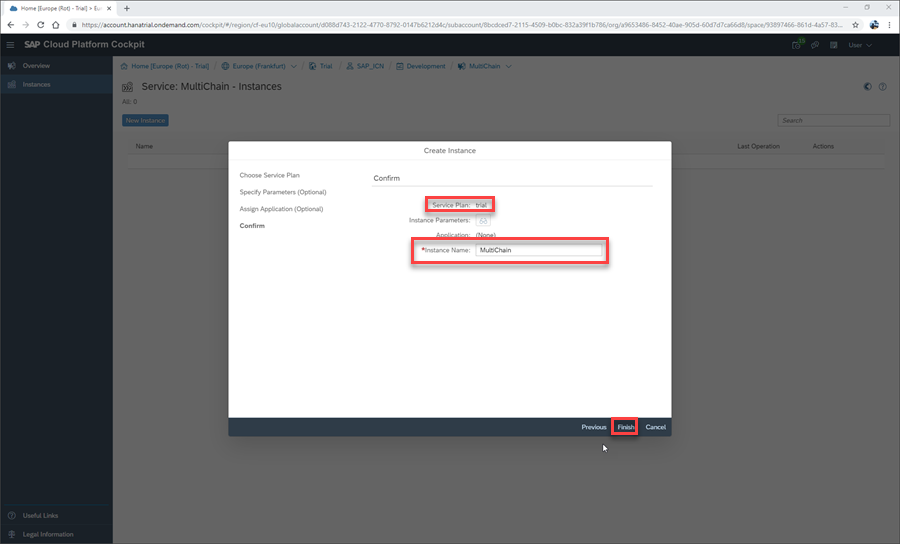 Home [Europe (Rot) - Trial] > Eu
https://account.hanatrial.ondemand.com/cockpit/#/region/cf-eu10/globalaccount/d088d743-2122-4770-8792-0147b6212d4c/subaccount/8bcdced7-2115-4509-b0bc-832a39f1b786/org/a9653486-8452-40ae-905d-60d7d7ca66d8/space/93897466-861d-4a57-83...
SAP Cloud Platform Cockpit
User
Overview
Instances
Home [Europe (Rot) - Trial] / Europe (Frankfurt) / Trial / SAP_ICN / Development / MultiChain
Service: MultiChain - Instances
All: 0
New Instance
Search
Name
Last Operation
Actions
Create Instance
Choose Service Plan
Specify Parameters (Optional)
Assign Application (Optional)
Confirm
Confirm
Service Plan: trial
Instance Parameters:
Application: (None)
*Instance Name: MultiChain
Previous
Finish
Cancel
Useful Links
Legal Information